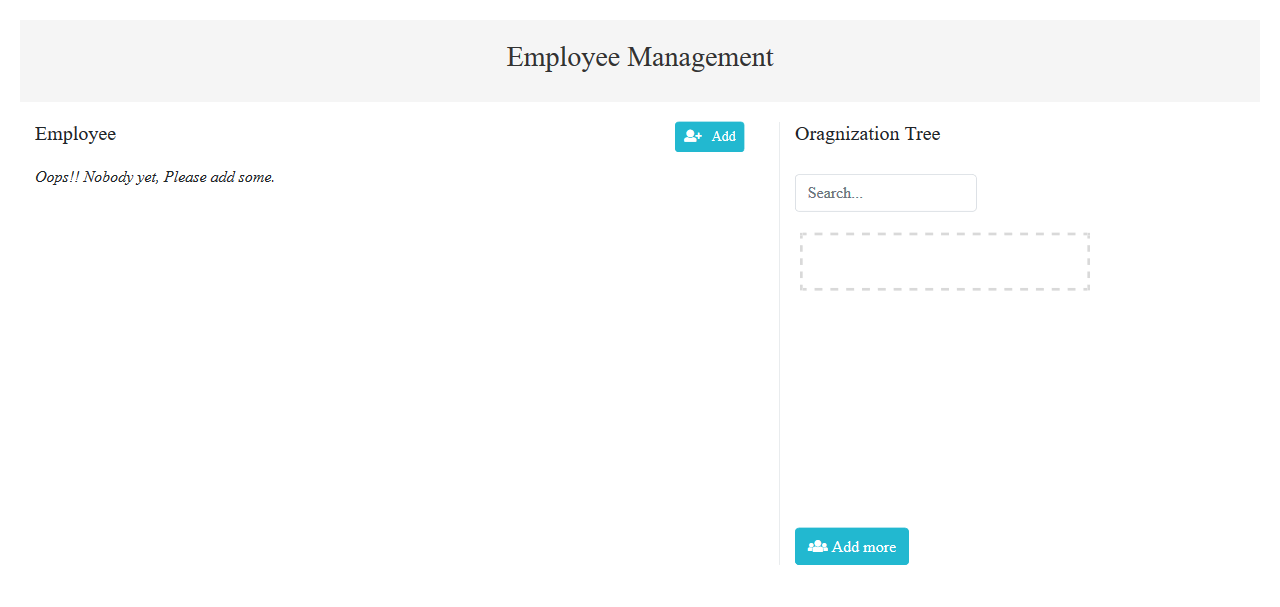 Employee Management
Employee
Add
Oops!! Nobody yet, Please add some.
Oragnization Tree
Search...
Add more